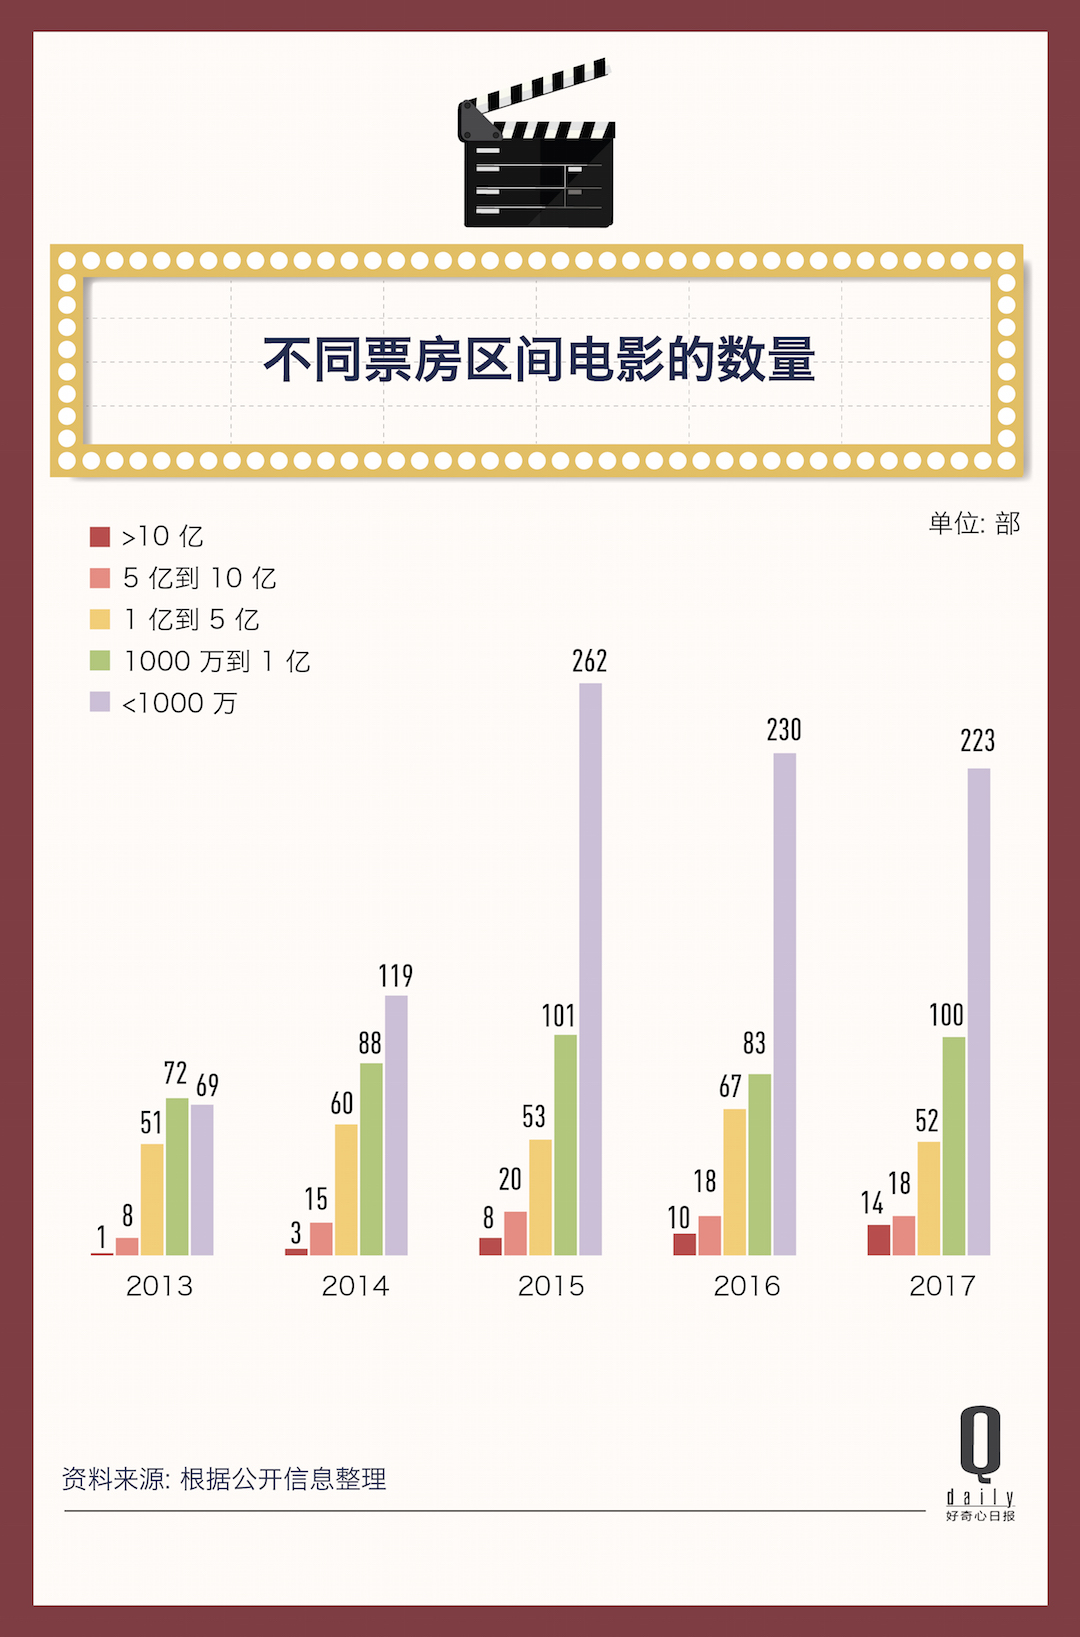 不同票房区间电影的数量
单位: 部
>10 亿
5 亿到 10 亿
1 亿到 5 亿
1000 万到 1 亿
<1000 万
1 8 51 72 69
3 15 60 88 119
8 20 53 101 262
10 18 67 83 230
14 18 52 100 223
2013 2014 2015 2016 2017
资料来源: 根据公开信息整理
Q
daily
好奇心日报